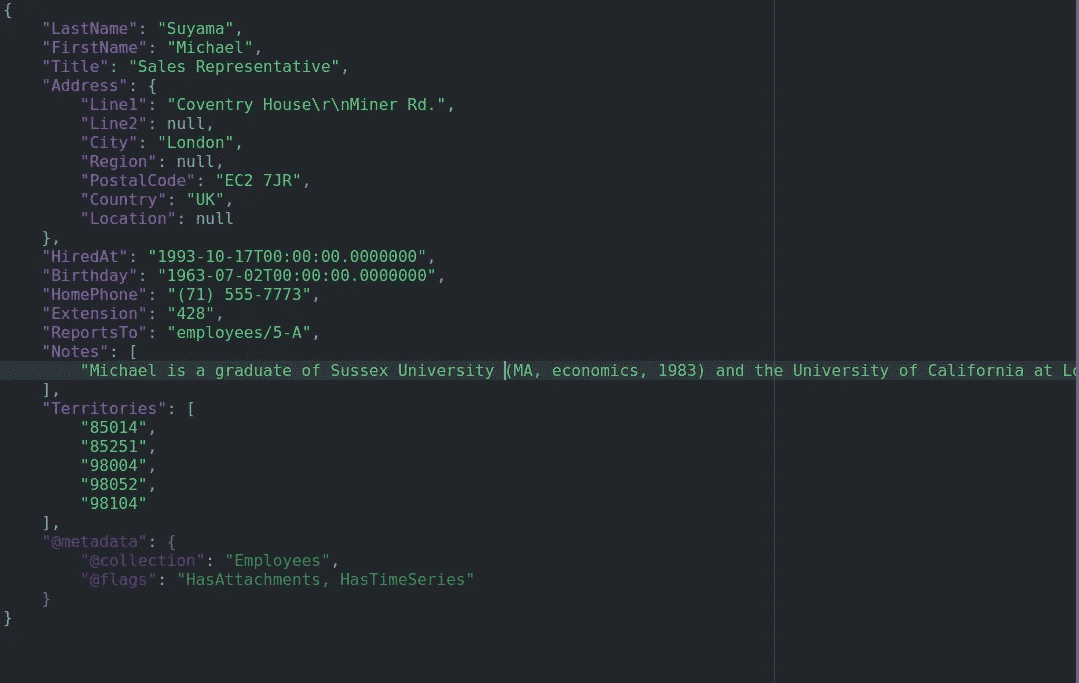 {
    "LastName": "Suyama",
    "FirstName": "Michael",
    "Title": "Sales Representative",
    "Address": {
        "Line1": "Coventry House\r\nMiner Rd.",
        "Line2": null,
        "City": "London",
        "Region": null,
        "PostalCode": "EC2 7JR",
        "Country": "UK",
        "Location": null
    },
    "HiredAt": "1993-10-17T00:00:00.0000000",
    "Birthday": "1963-07-02T00:00:00.0000000",
    "HomePhone": "(71) 555-7773",
    "Extension": "428",
    "ReportsTo": "employees/5-A",
    "Notes": [
        "Michael is a graduate of Sussex University (MA, economics, 1983) and the University of California at
    ],
    "Territories": [
        "85014",
        "85251",
        "98004",
        "98052",
        "98104"
    ],
    "@metadata": {
        "@collection": "Employees",
        "@flags": "HasAttachments, HasTimeSeries"
    }
}